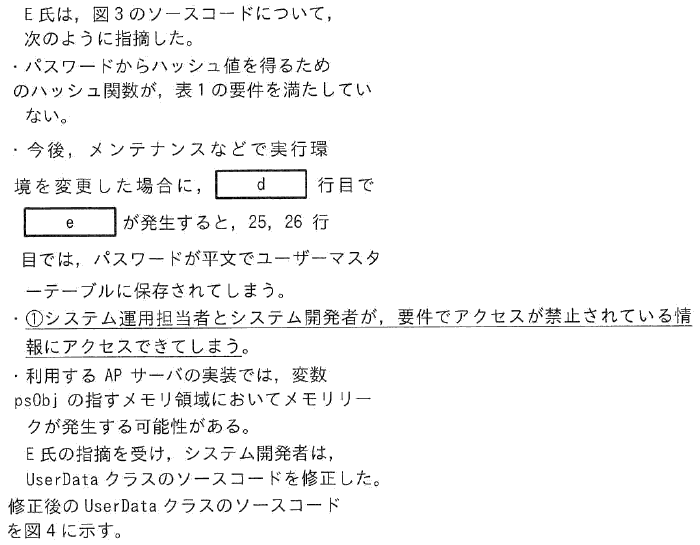 E氏は，図3のソースコードについて，
次のように指摘した。
・パスワードからハッシュ値を得るため
のハッシュ関数が，表1の要件を満たしてい
ない。
・今後，メンテナンスなどで実行環
境を変更した場合に， d 行目で
e が発生すると，25，26 行
目では，パスワードが平文でユーザーマスタ
ーテーブルに保存されてしまう。
・①システム運用担当者とシステム開発者が，要件でアクセスが禁止されている情
報にアクセスできてしまう。
・利用する AP サーバの実装では，変数
psObj の指すメモリ領域においてメモリリー
クが発生する可能性がある。
E氏の指摘を受け，システム開発者は，
UserData クラスのソースコードを修正した。
修正後の UserData クラスのソースコード
を図4に示す。